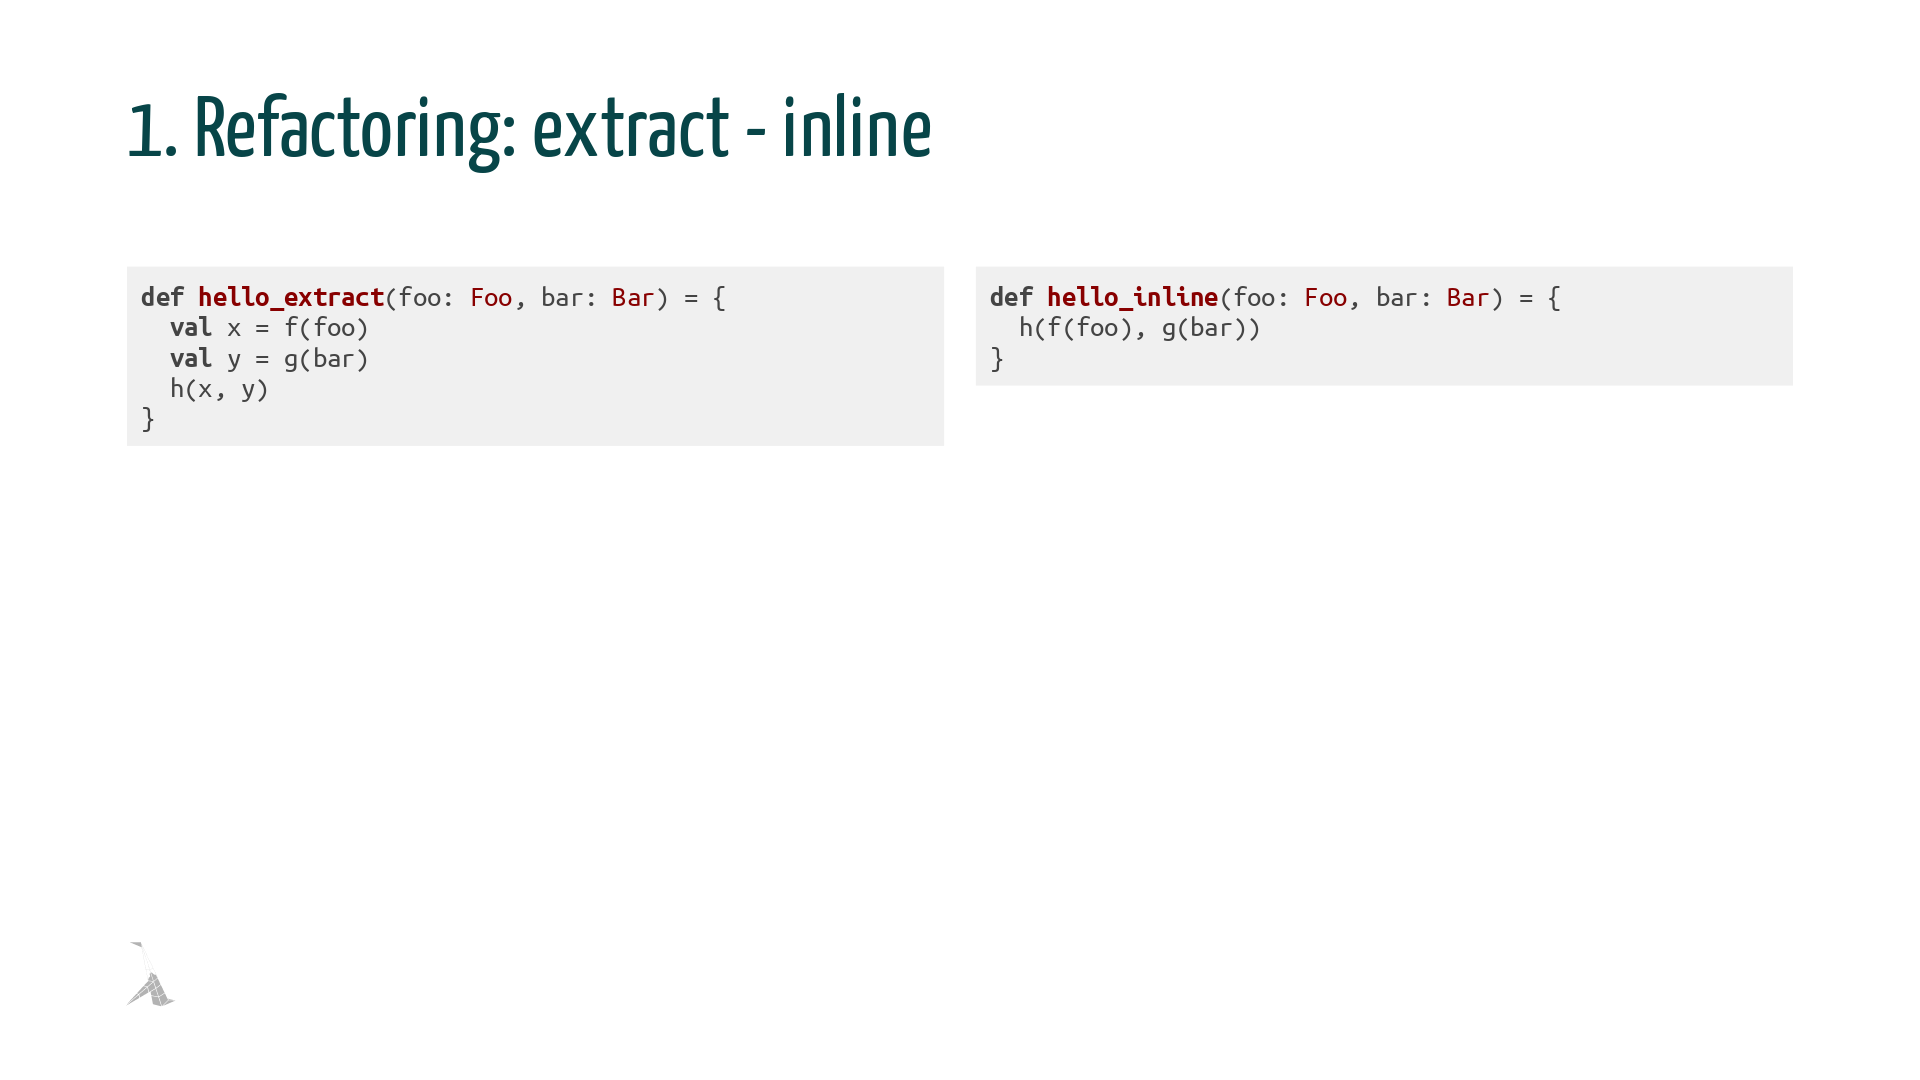 1. Refactoring: extract - inline
def hello_extract(foo: Foo, bar: Bar) = {
  val x = f(foo)
  val y = g(bar)
  h(x, y)
}
def hello_inline(foo: Foo, bar: Bar) = {
  h(f(foo), g(bar))
}